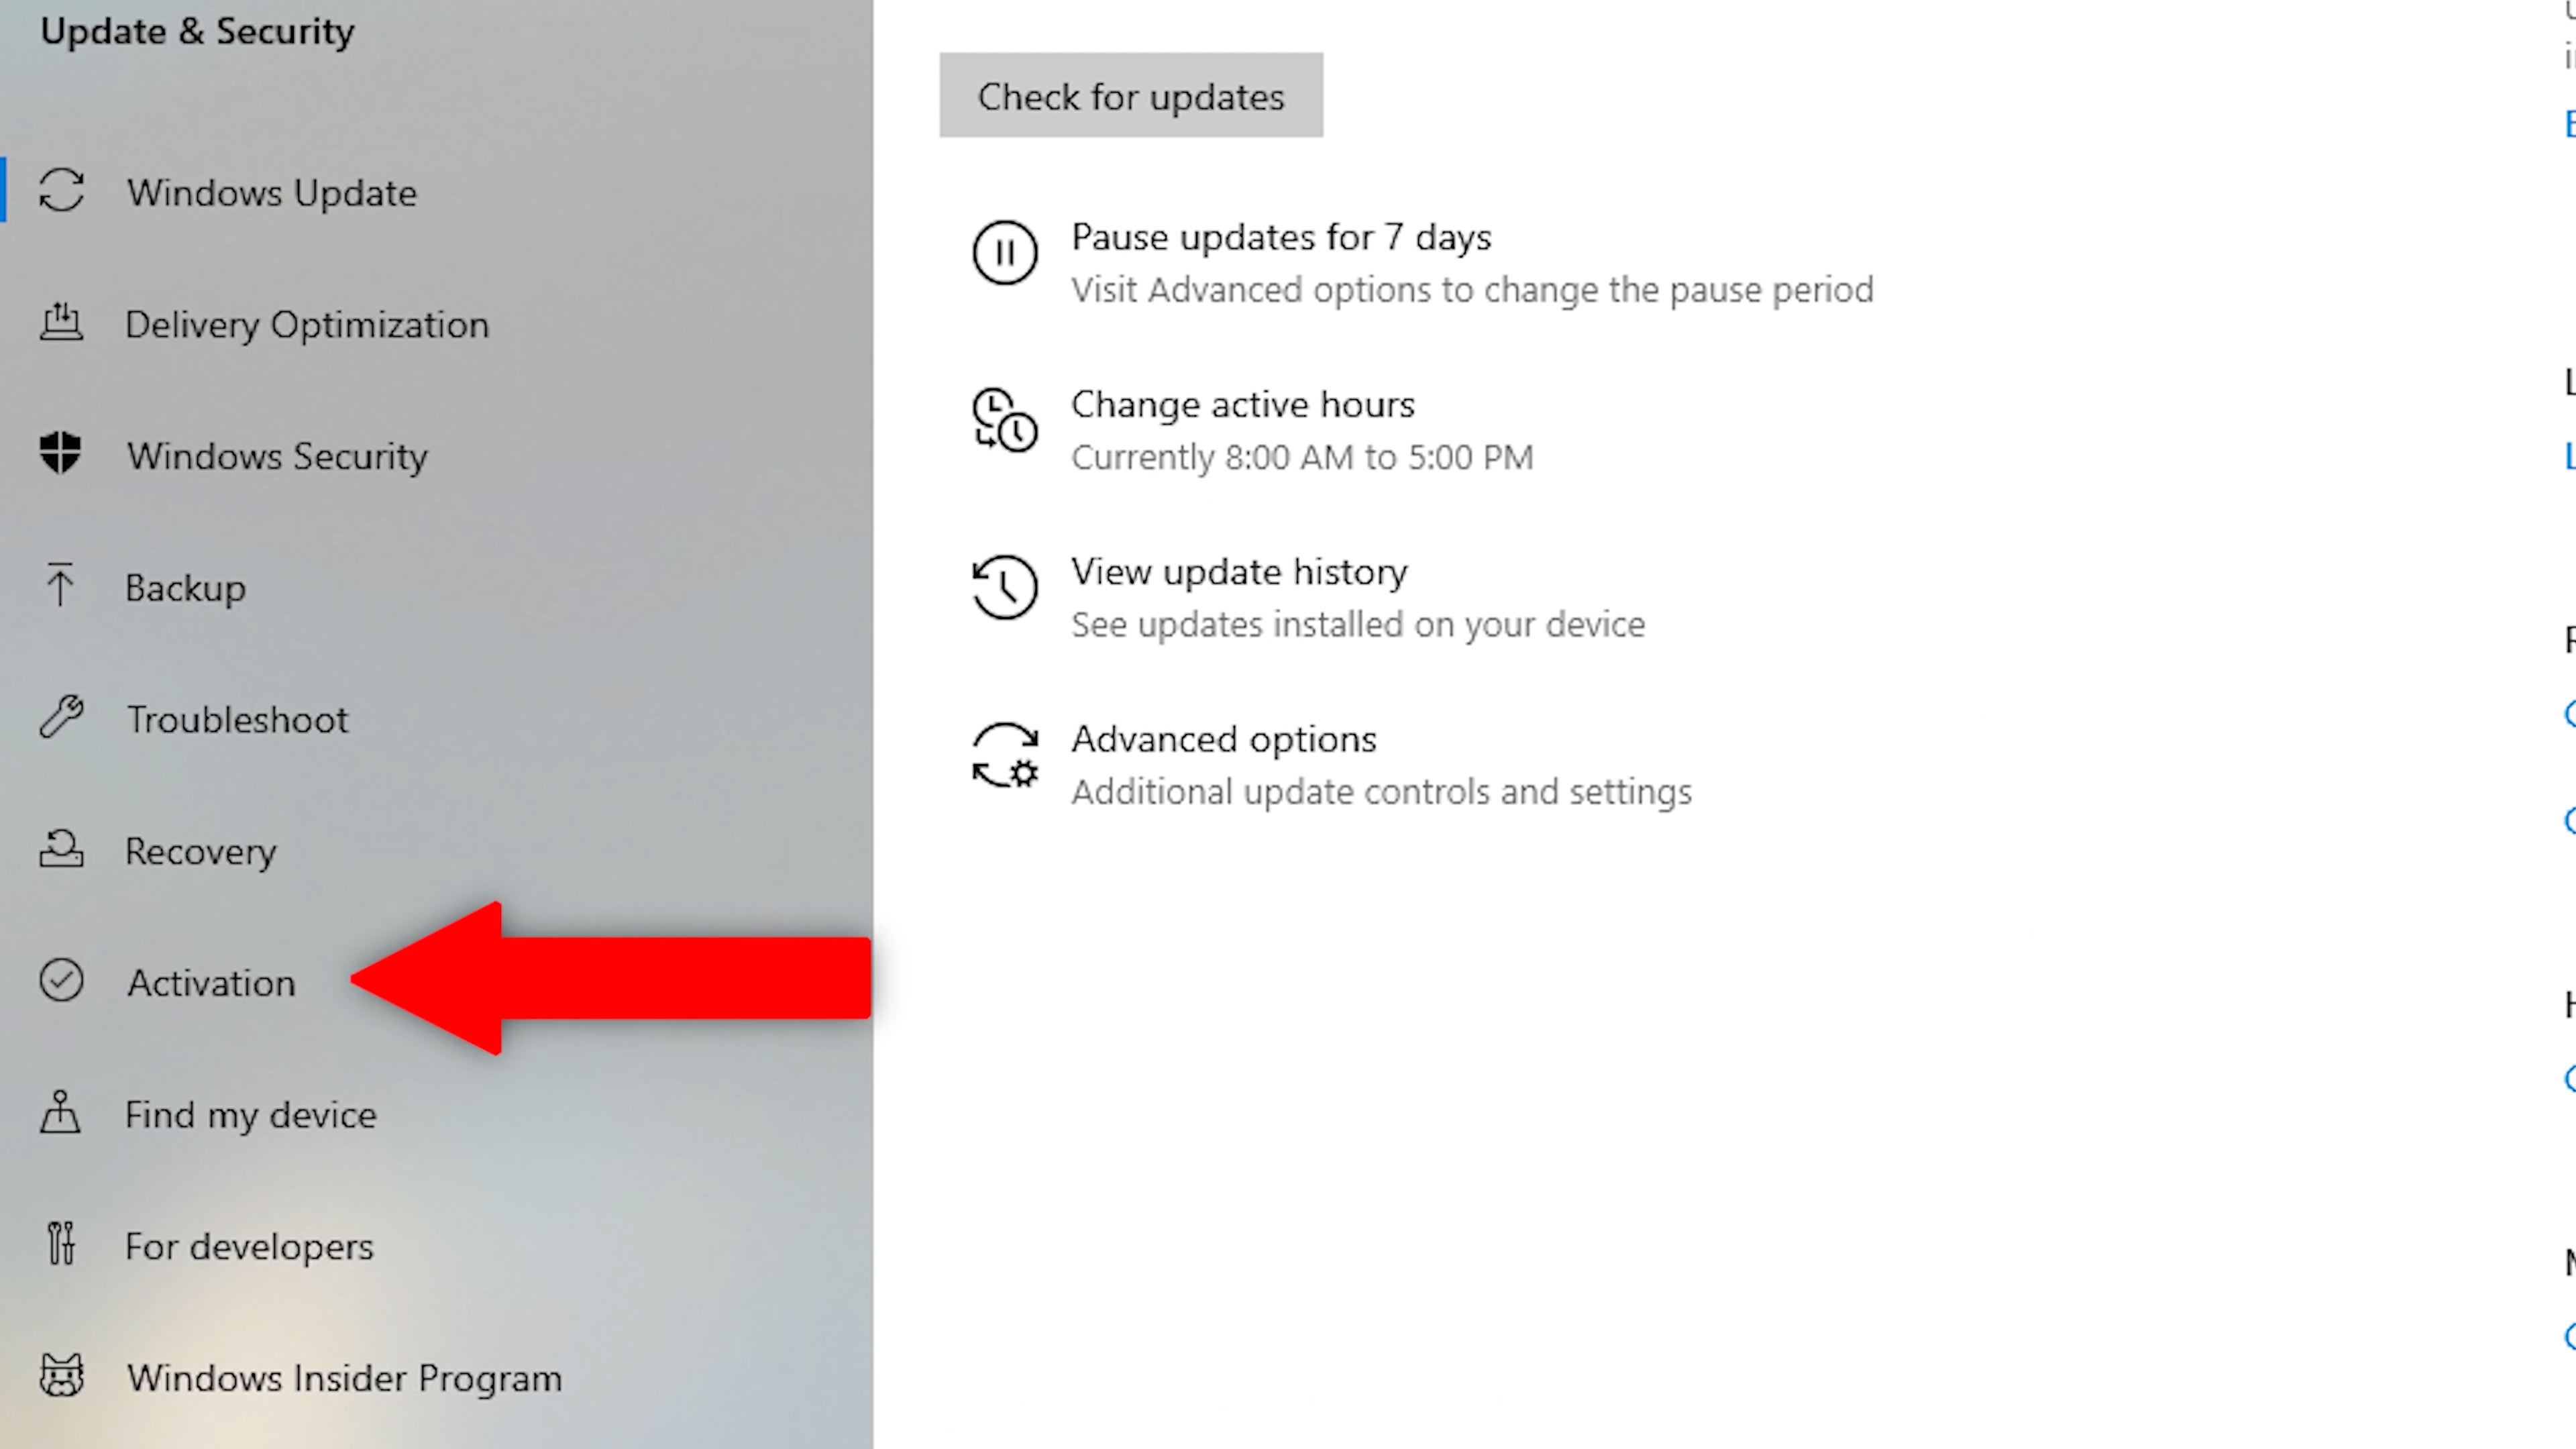 Update & Security
Windows Update
Delivery Optimization
Windows Security
Backup
Troubleshoot
Recovery
Activation
Find my device
For developers
Windows Insider Program
Check for updates
Pause updates for 7 days
Visit Advanced options to change the pause period
Change active hours
Currently 8:00 AM to 5:00 PM
View update history
See updates installed on your device
Advanced options
Additional update controls and settings